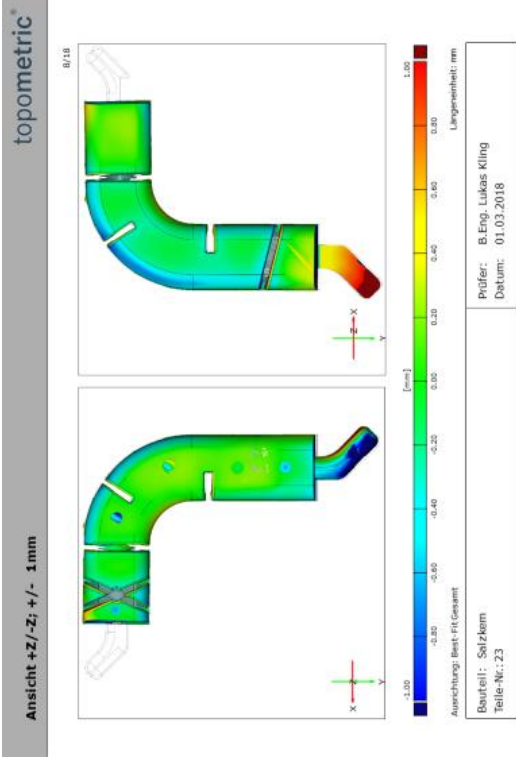 topometric®
Ansicht +Z/-Z; +/- 1mm
8/18
X
Z
Y
X
Z
Y
[mm]
-1.00
-0.80
-0.60
-0.20
0.00
0.20
0.40
0.60
0.80
1.00
Ausrichtung: Best-Fit Gesamt
Längeneinheit: mm
Bauteil: Salzkern
Teile-Nr.: 23
Prüfer: B.Eng. Lukas Kling
Datum: 01.03.2018